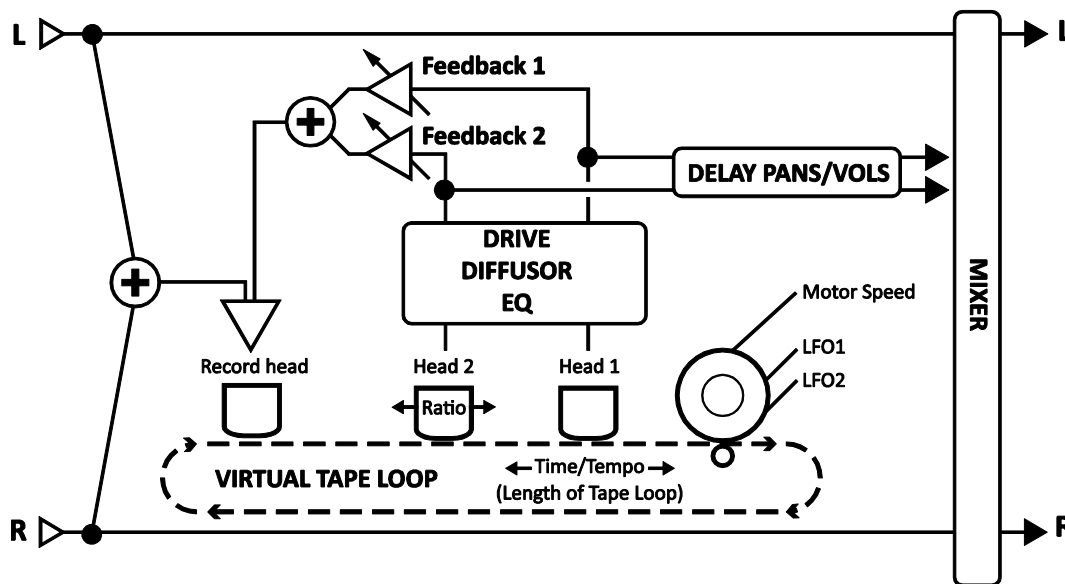 L
L
Feedback 1
Feedback 2
DELAY PANS/VOLS
DRIVE
DIFFUSOR
EQ
MIXER
Motor Speed
LFO1
LFO2
Record head
Head 2
Head 1
Ratio
VIRTUAL TAPE LOOP
Time/Tempo
(Length of Tape Loop)
R
R